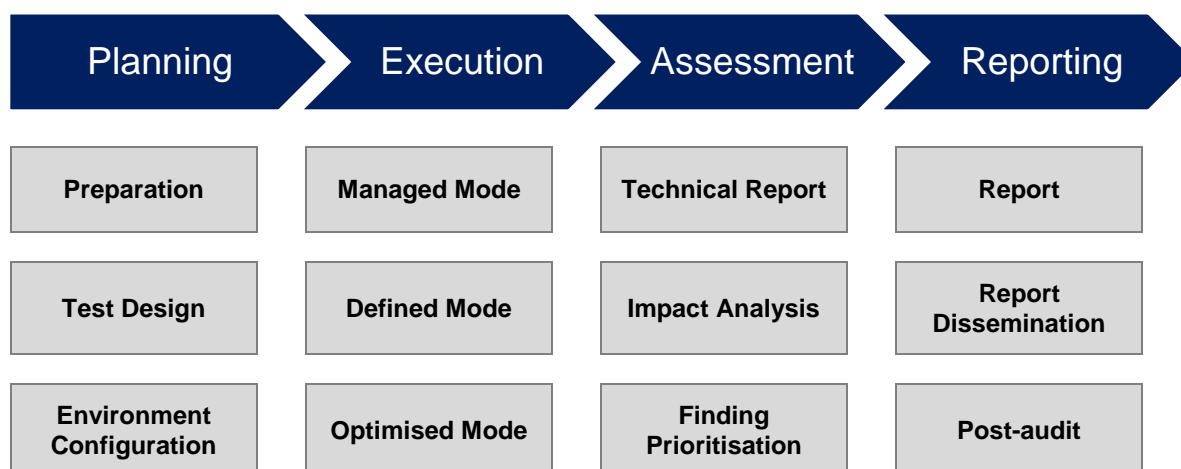 Planning
Execution
Assessment
Reporting
Preparation
Managed Mode
Technical Report
Report
Test Design
Defined Mode
Impact Analysis
Report
Dissemination
Environment
Configuration
Optimised Mode
Finding
Prioritisation
Post-audit